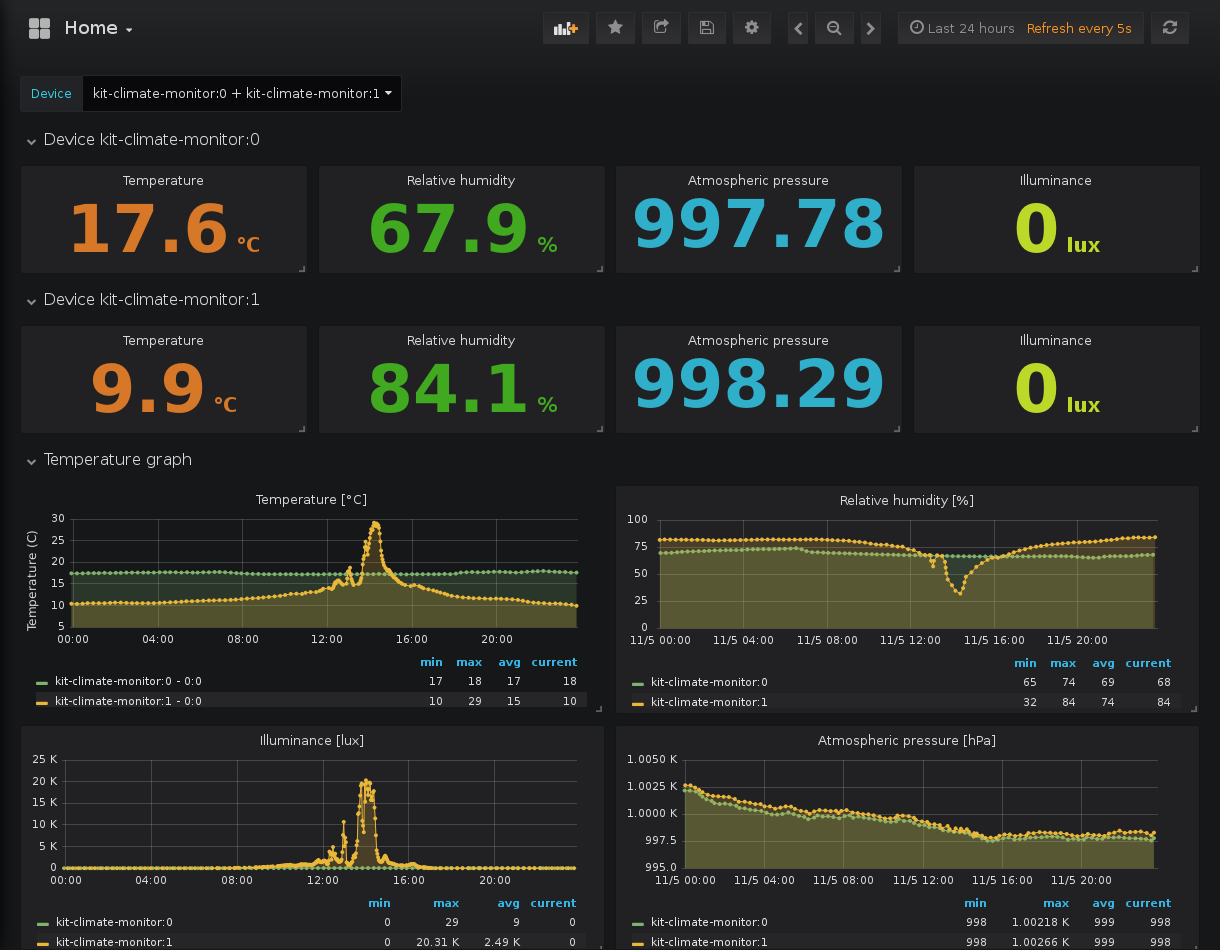 Home
Last 24 hours Refresh every 5s
Device kit-climate-monitor:0 + kit-climate-monitor:1
Device kit-climate-monitor:0
Temperature Relative humidity Atmospheric pressure Illuminance
17.6 °C 67.9 % 997.78 0 lux
Device kit-climate-monitor:1
Temperature Relative humidity Atmospheric pressure Illuminance
9.9 °C 84.1 % 998.29 0 lux
Temperature graph
Temperature [°C]
Temperature (C)
30
25
20
15
10
5
00:00 04:00 08:00 12:00 16:00 20:00
min max avg current
kit-climate-monitor:0 - 0:0 17 18 17 18
kit-climate-monitor:1 - 0:0 10 29 15 10
Relative humidity [%]
100
75
50
25
0
11/5 00:00 11/5 04:00 11/5 08:00 11/5 12:00 11/5 16:00 11/5 20:00
min max avg current
kit-climate-monitor:0 65 74 69 68
kit-climate-monitor:1 32 84 74 84
Illuminance [lux]
25 K
20 K
15 K
10 K
5 K
0
00:00 04:00 08:00 12:00 16:00 20:00
min max avg current
kit-climate-monitor:0 0 29 9 0
kit-climate-monitor:1 0 20.31 K 2.49 K 0
Atmospheric pressure [hPa]
1.0050 K
1.0025 K
1.0000 K
997.5
995.0
11/5 00:00 11/5 04:00 11/5 08:00 11/5 12:00 11/5 16:00 11/5 20:00
min max avg current
kit-climate-monitor:0 998 1.00218 K 999 998
kit-climate-monitor:1 998 1.00266 K 999 998